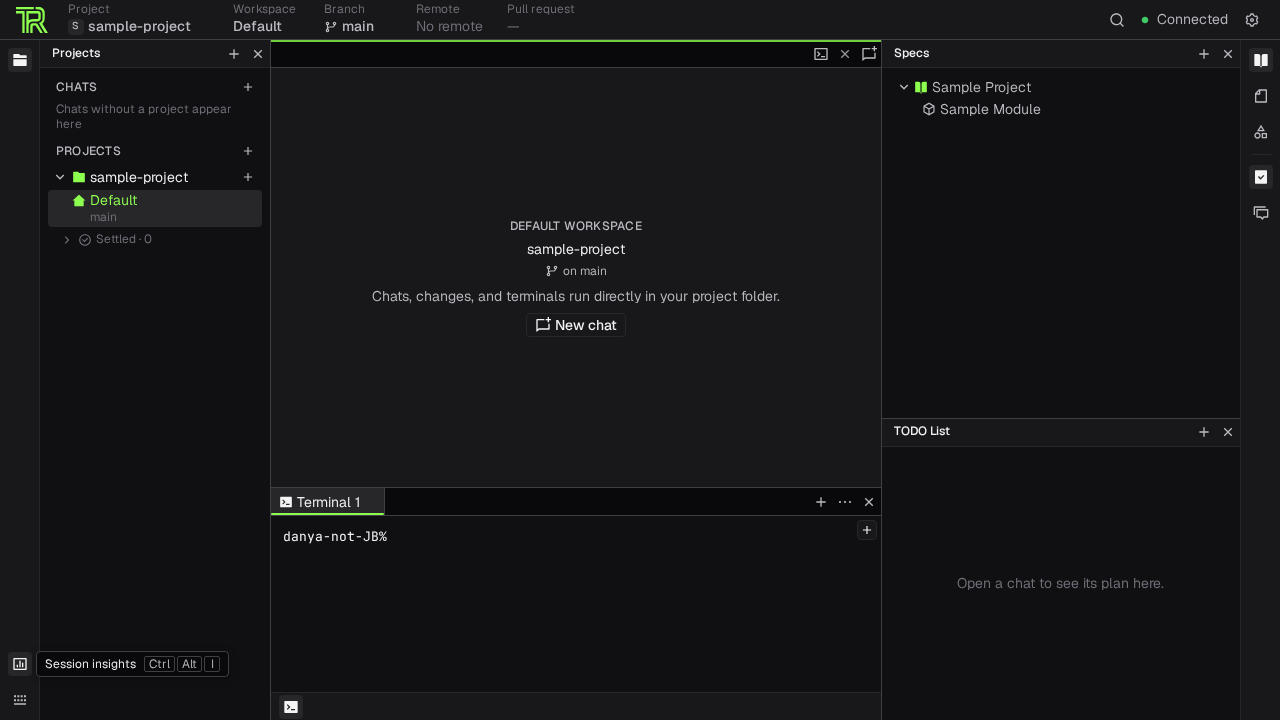 Project
S sample-project
Workspace
Default
Branch
main
Remote
No remote
Pull request
—
Connected
Projects
CHATS
Chats without a project appear
here
PROJECTS
sample-project
Default
main
Settled · 0
Session insights Ctrl Alt I
DEFAULT WORKSPACE
sample-project
on main
Chats, changes, and terminals run directly in your project folder.
New chat
Terminal 1
danya-not-JB%
Specs
Sample Project
Sample Module
TODO List
Open a chat to see its plan here.